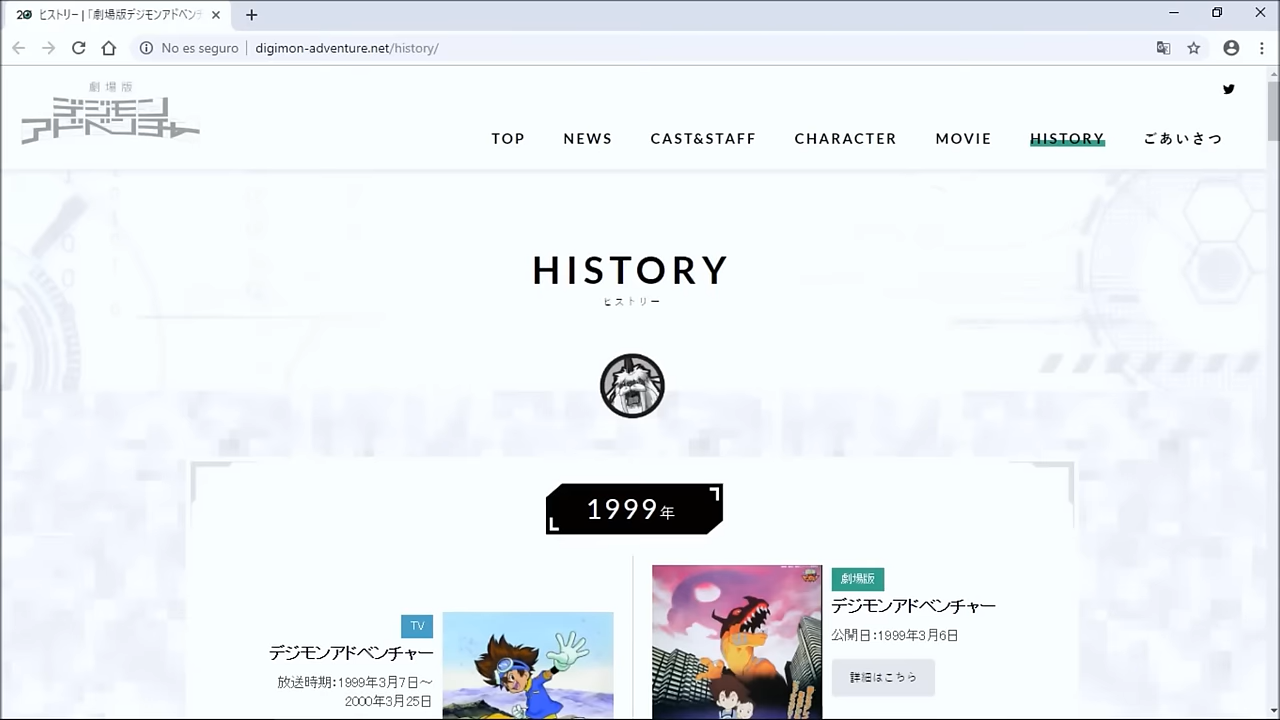 ヒストリー | 「劇場版デジモンアドベンチ
No es seguro
digimon-adventure.net/history/
劇場版
デジモン
アドベンチャー
TOP
NEWS
CAST&STAFF
CHARACTER
MOVIE
HISTORY
ごあいさつ
HISTORY
ヒストリー
1999年
TV
デジモンアドベンチャー
放送時期:1999年3月7日〜
2000年3月25日
劇場版
デジモンアドベンチャー
公開日:1999年3月6日
詳細はこちら